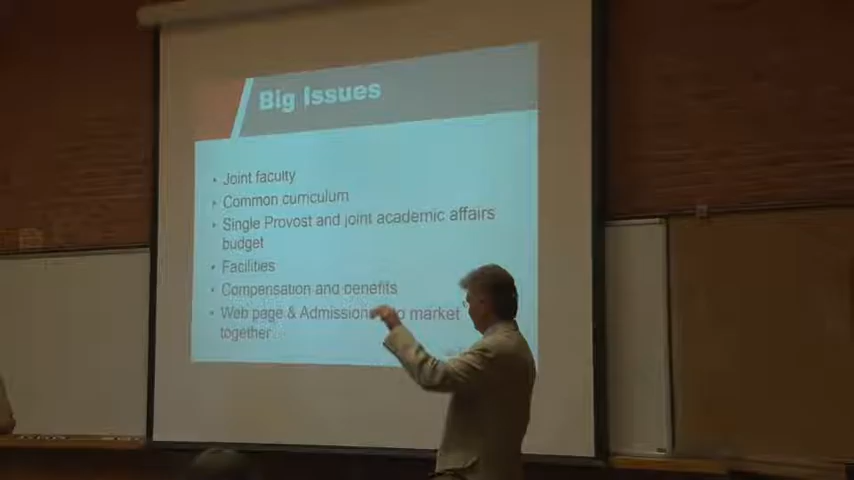 Big Issues
• Joint faculty
• Common curriculum
• Single Provost and joint academic affairs
budget
• Facilities
• Compensation and benefits
• Web page & Admissions to market
together…